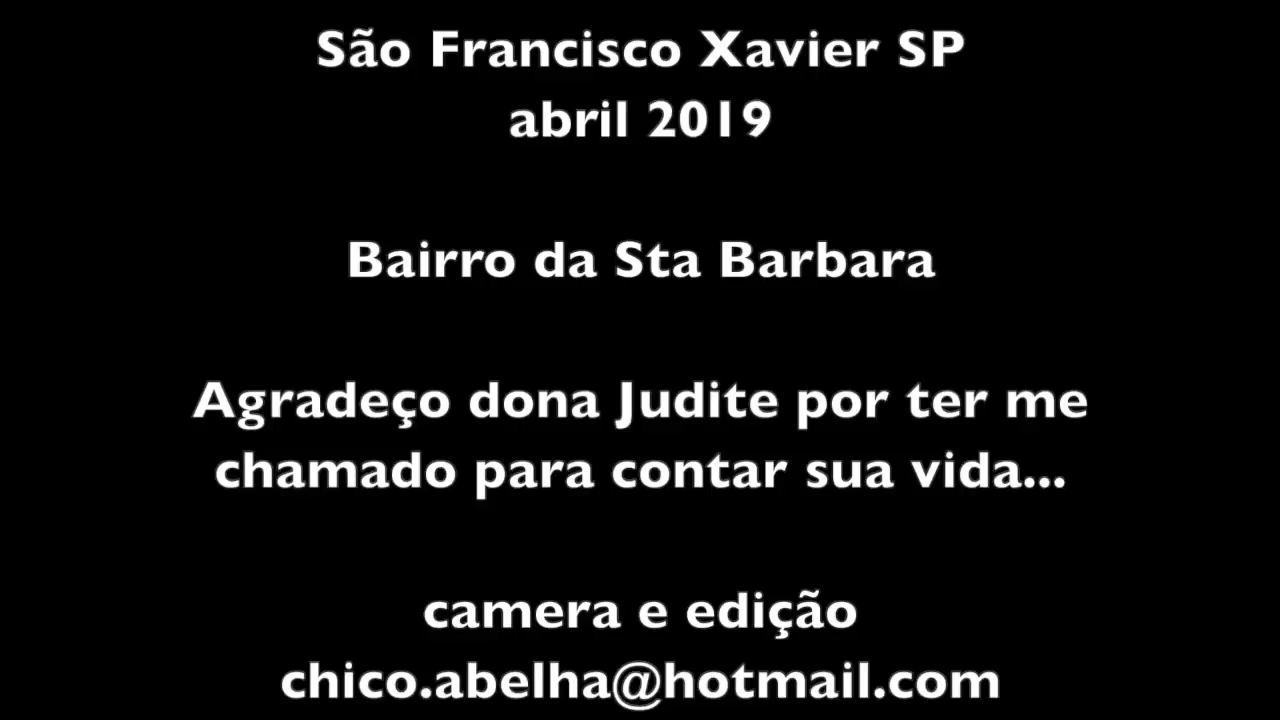 São Francisco Xavier SP
abril 2019
Bairro da Sta Barbara
Agradeço dona Judite por ter me
chamado para contar sua vida...
camera e edição
chico.abelha@hotmail.com